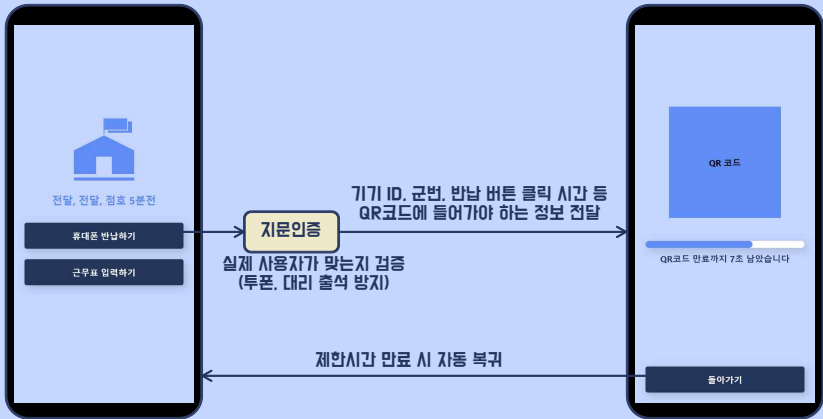 전달, 전달, 점호 5분전
휴대폰 반납하기
근무표 입력하기
지문인증
실제 사용자가 맞는지 검증
(투폰, 대리 출석 방지)
기기 ID, 군번, 반납 버튼 클릭 시간 등
QR코드에 들어가야 하는 정보 전달
QR 코드
QR코드 만료까지 7초 남았습니다
제한시간 만료 시 자동 복귀
돌아가기